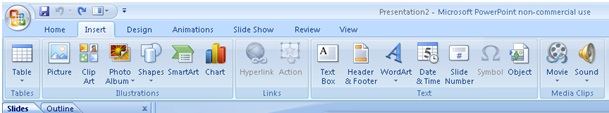 Presentation2 - Microsoft PowerPoint non-commercial use
Home Insert Design Animations Slide Show Review View
Table Picture Clip Art Photo Album Shapes SmartArt Chart Hyperlink Action Text Box Header & Footer WordArt Date & Time Slide Number Symbol Object Movie Sound
Tables Illustrations Links Text Media Clips
Slides Outline x